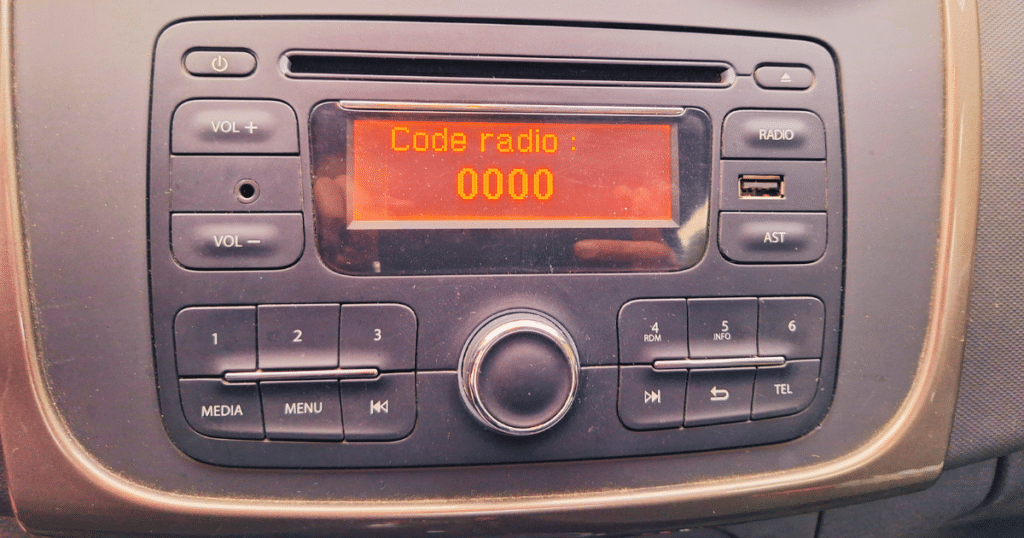 Code radio :
0000
VOL +
VOL −
RADIO
AST
1
2
3
MEDIA
MENU
4
RDM
5
INFO
6
TEL